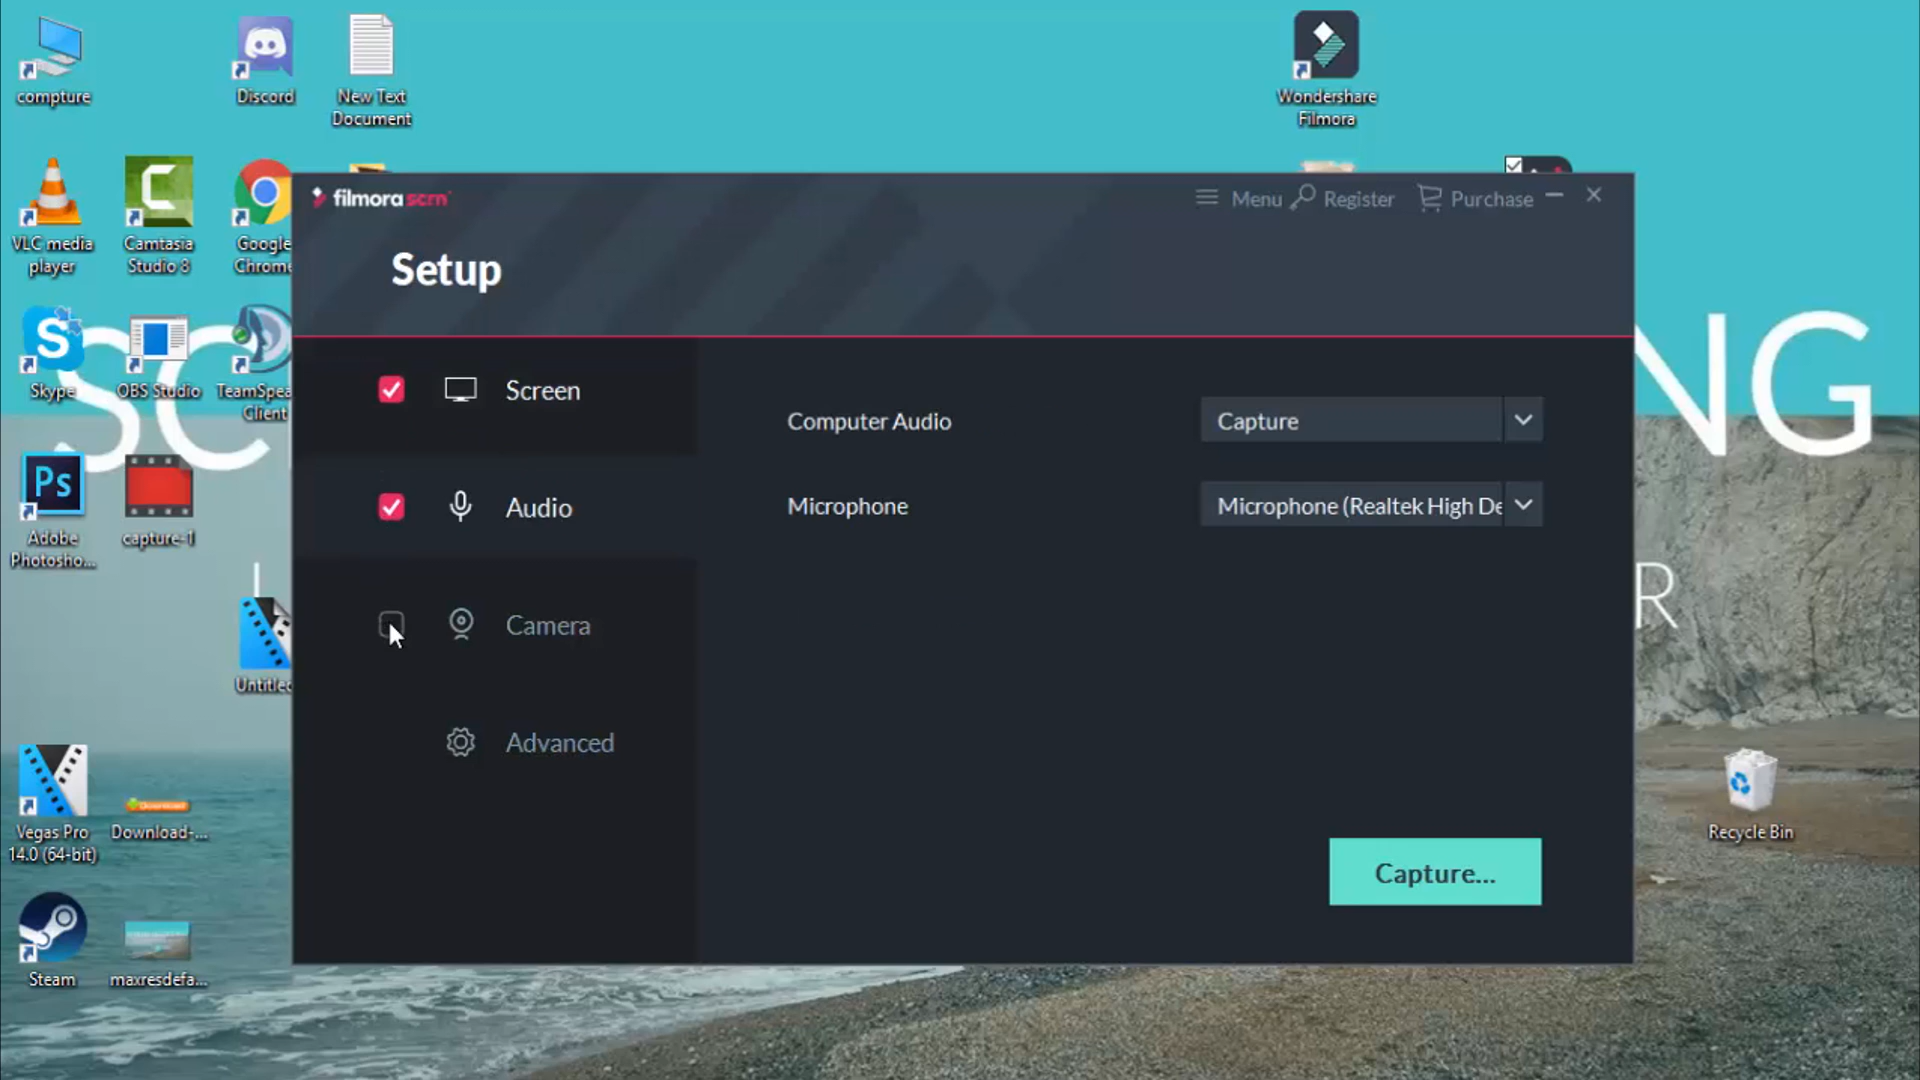 compture
Discord
New Text
Document
Wondershare
Filmora
VLC media
player
Camtasia
Studio 8
Google
Chrome
filmora scrn
Menu
Register
Purchase
Setup
Skype
OBS Studio
TeamSpea
Client
SC
NG
Screen
Computer Audio
Capture
Audio
Microphone
Microphone (Realtek High De
Ps
Adobe
Photosho...
capture-1
R
Camera
Untitled
Advanced
Vegas Pro
14.0 (64-bit)
Download-...
Recycle Bin
Capture...
Steam
maxresdefa...